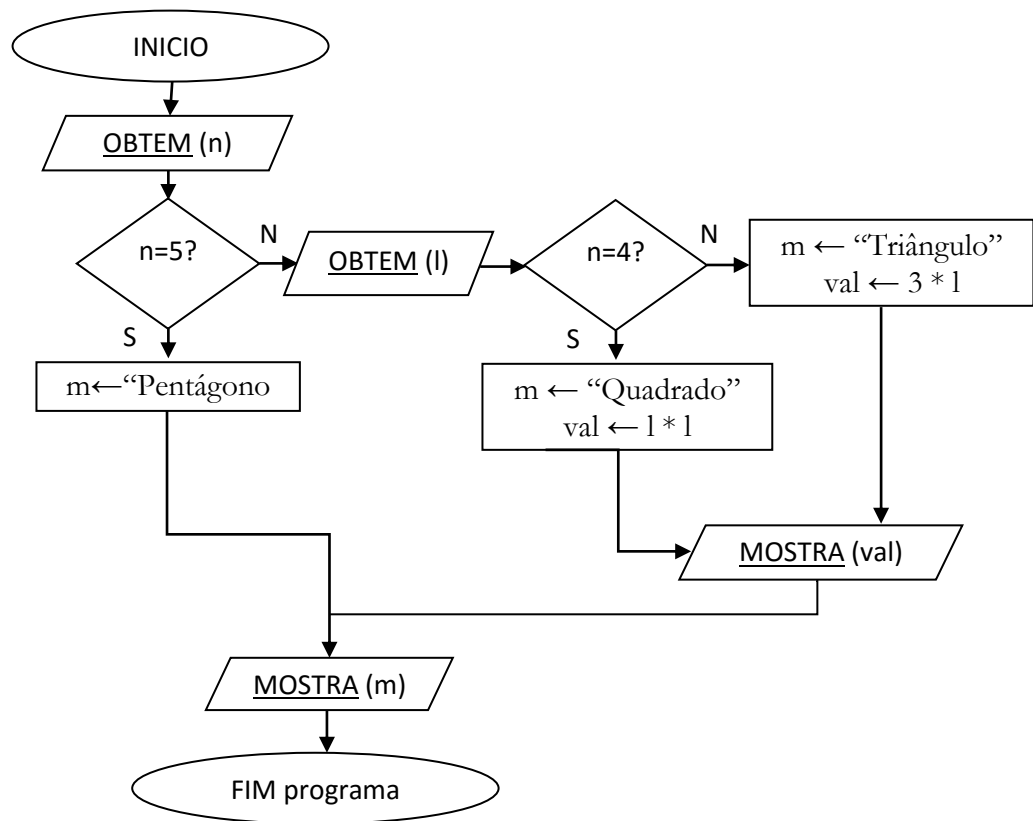 INICIO
OBTEM (n)
n=5?
N
OBTEM (l)
n=4?
N
m ← “Triângulo”
val ← 3 * l
S
m←“Pentágono
S
m ← “Quadrado”
val ← l * l
MOSTRA (val)
MOSTRA (m)
FIM programa